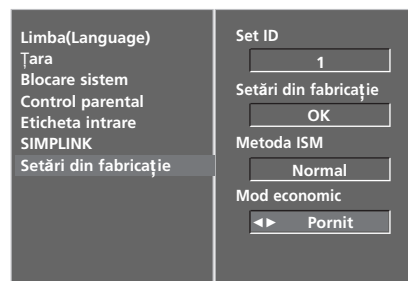 Limba(Language)
Țara
Blocare sistem
Control parental
Eticheta intrare
SIMPLINK
Setări din fabricație
Set ID
1
Setări din fabricație
OK
Metoda ISM
Normal
Mod economic
◄► Pornit